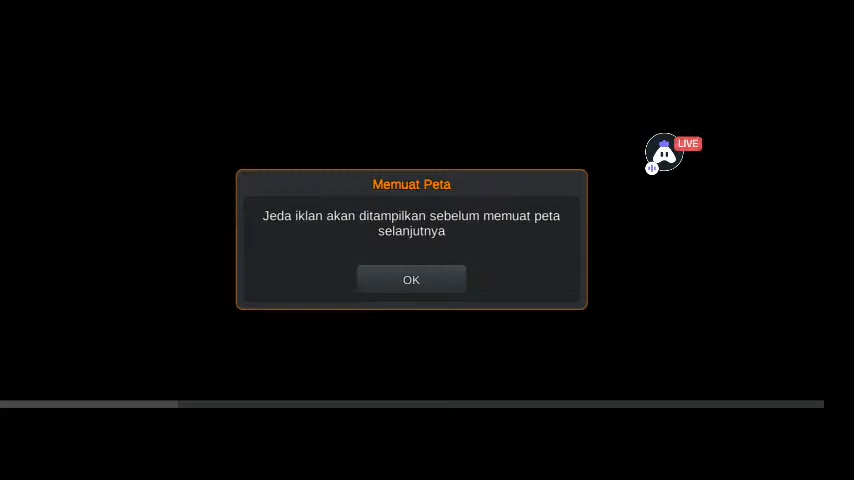 LIVE
Memuat Peta
Jeda iklan akan ditampilkan sebelum memuat peta
selanjutnya
OK